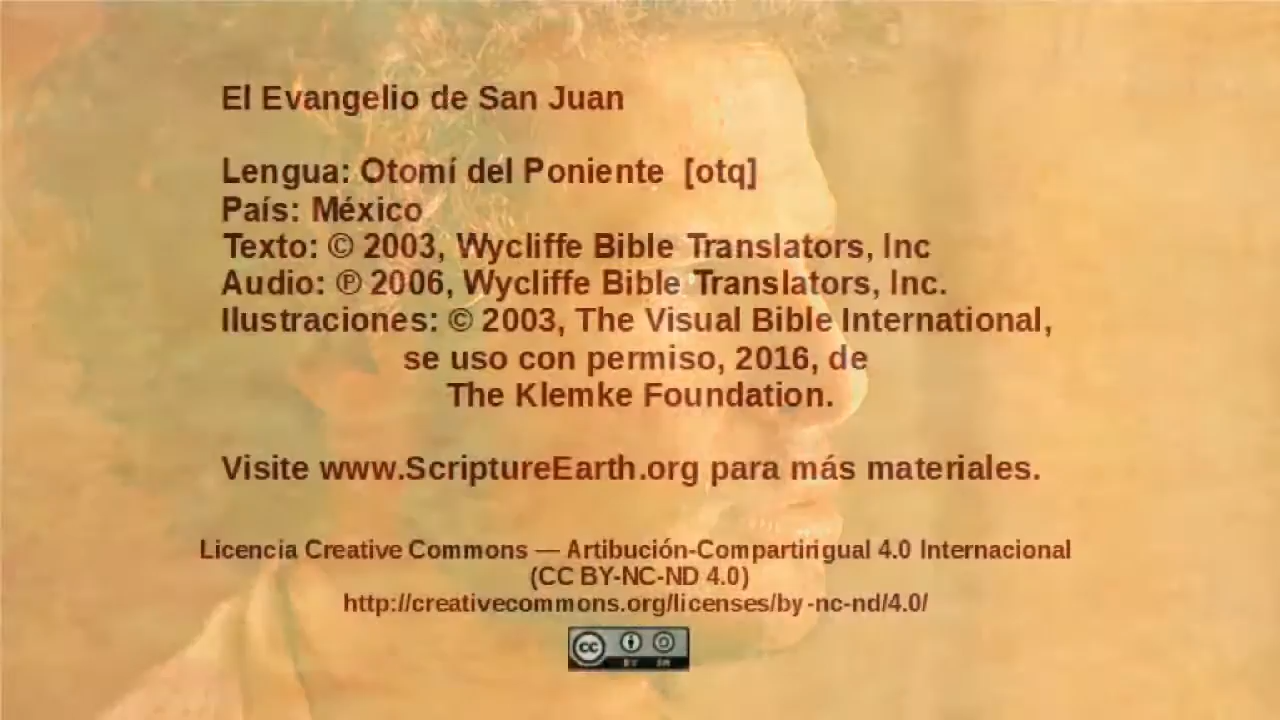 El Evangelio de San Juan
Lengua: Otomí del Poniente [otq]
País: México
Texto: © 2003, Wycliffe Bible Translators, Inc
Audio: ℗ 2006, Wycliffe Bible Translators, Inc.
Ilustraciones: © 2003, The Visual Bible International,
se uso con permiso, 2016, de
The Klemke Foundation.
Visite www.ScriptureEarth.org para más materiales.
Licencia Creative Commons — Artibución-Compartirigual 4.0 Internacional
(CC BY-NC-ND 4.0)
http://creativecommons.org/licenses/by-nc-nd/4.0/
cc BY SA